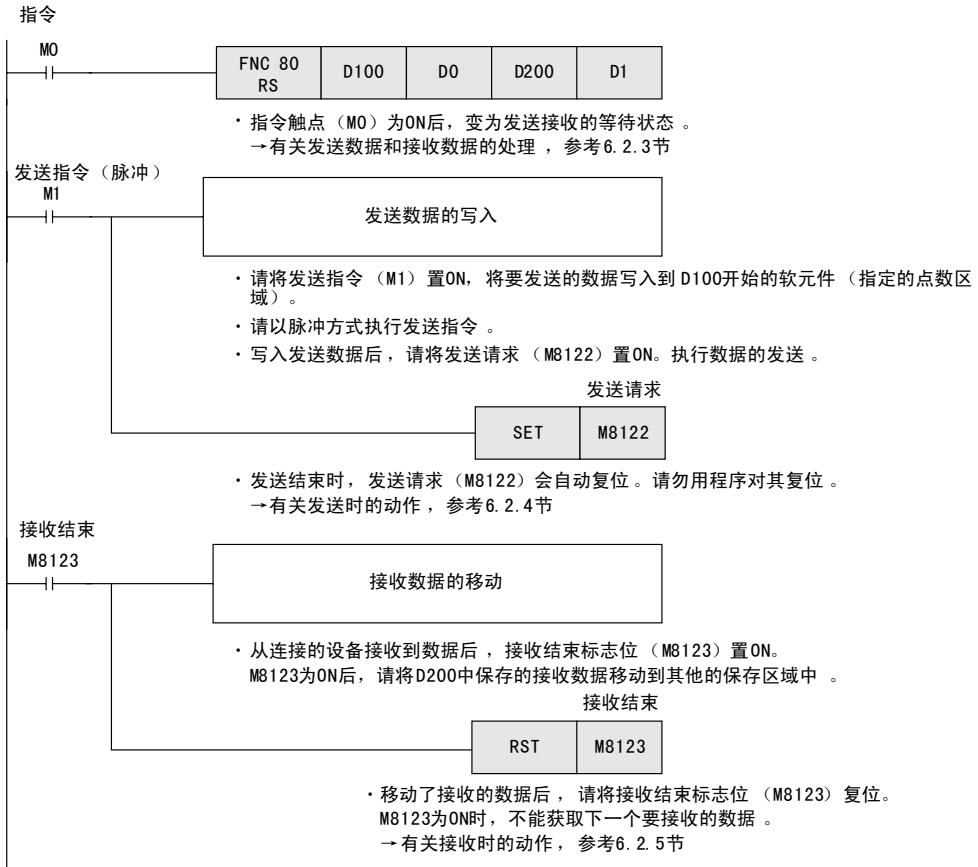 指令
M0
FNC 80
RS
D100
D0
D200
D1
・指令触点（M0）为ON后，变为发送接收的等待状态。
→有关发送数据和接收数据的处理，参考6.2.3节
发送指令（脉冲）
M1
发送数据的写入
・请将发送指令（M1）置ON，将要发送的数据写入到 D100开始的软元件（指定的点数区
域）。
・请以脉冲方式执行发送指令。
・写入发送数据后，请将发送请求（M8122）置ON。执行数据的发送。
发送请求
SET
M8122
・发送结束时，发送请求（M8122）会自动复位。请勿用程序对其复位。
→有关发送时的动作，参考6.2.4节
接收结束
M8123
接收数据的移动
・从连接的设备接收到数据后，接收结束标志位（M8123）置ON。
M8123为ON后，请将D200中保存的接收数据移动到其他的保存区域中。
接收结束
RST
M8123
・移动了接收的数据后，请将接收结束标志位（M8123）复位。
M8123为ON时，不能获取下一个要接收的数据。
→有关接收时的动作，参考6.2.5节